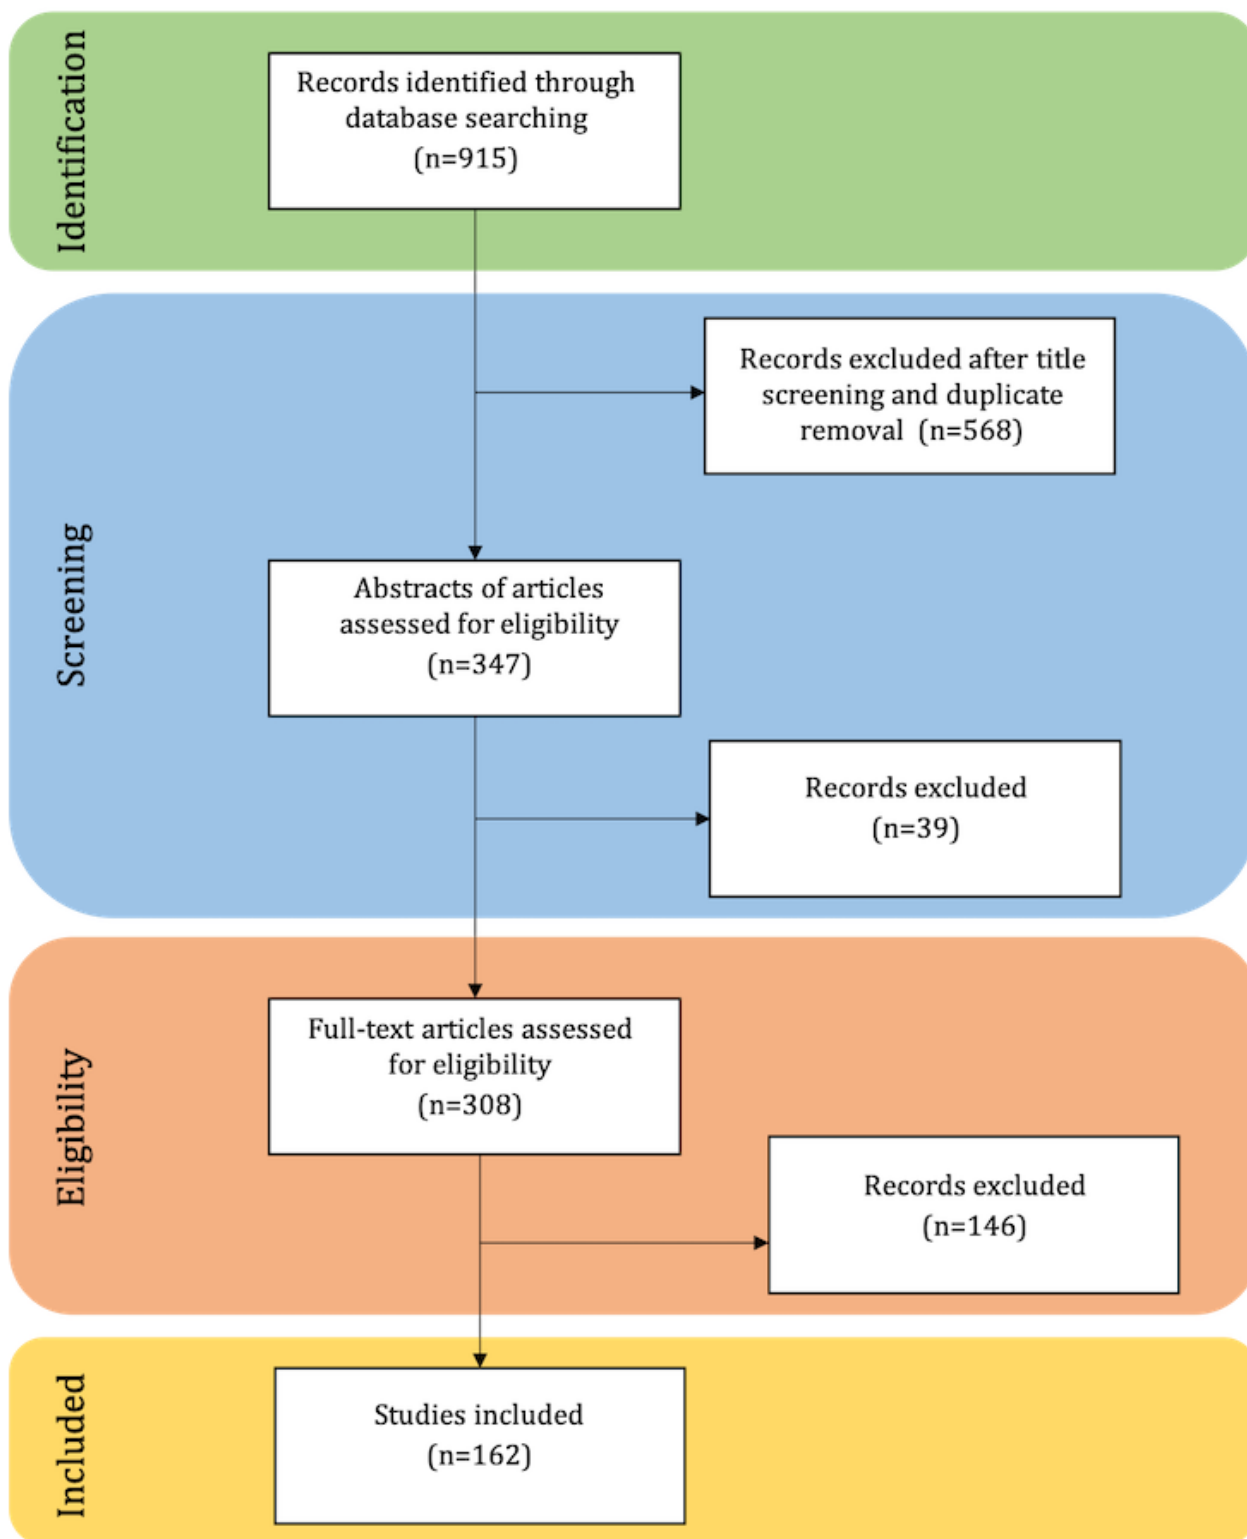 Identification
Records identified through
database searching
(n=915)
Screening
Records excluded after title
screening and duplicate
removal (n=568)
Abstracts of articles
assessed for eligibility
(n=347)
Records excluded
(n=39)
Eligibility
Full-text articles assessed
for eligibility
(n=308)
Records excluded
(n=146)
Included
Studies included
(n=162)